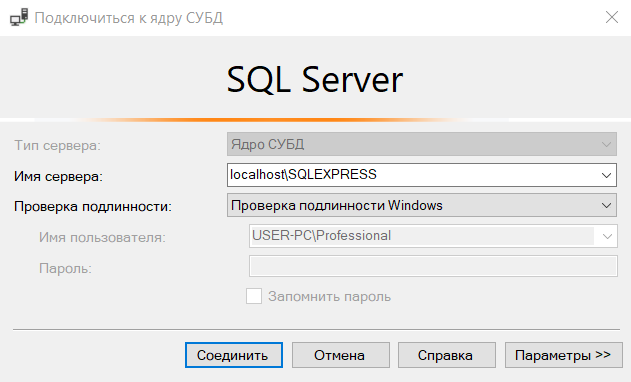 Подключиться к ядру СУБД
SQL Server
Тип сервера: Ядро СУБД
Имя сервера: localhost\SQLEXPRESS
Проверка подлинности: Проверка подлинности Windows
Имя пользователя: USER-PC\Professional
Пароль:
Запомнить пароль
Соединить Отмена Справка Параметры >>